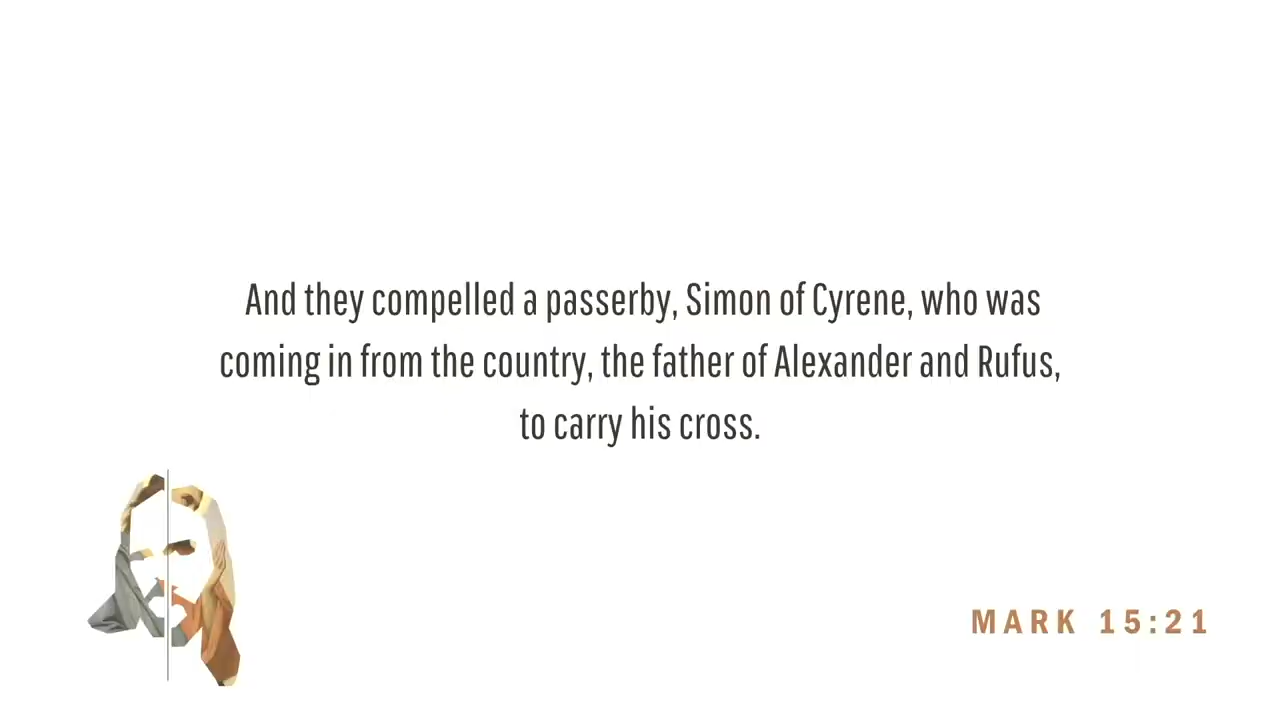 And they compelled a passerby, Simon of Cyrene, who was
coming in from the country, the father of Alexander and Rufus,
to carry his cross.
MARK 15:21